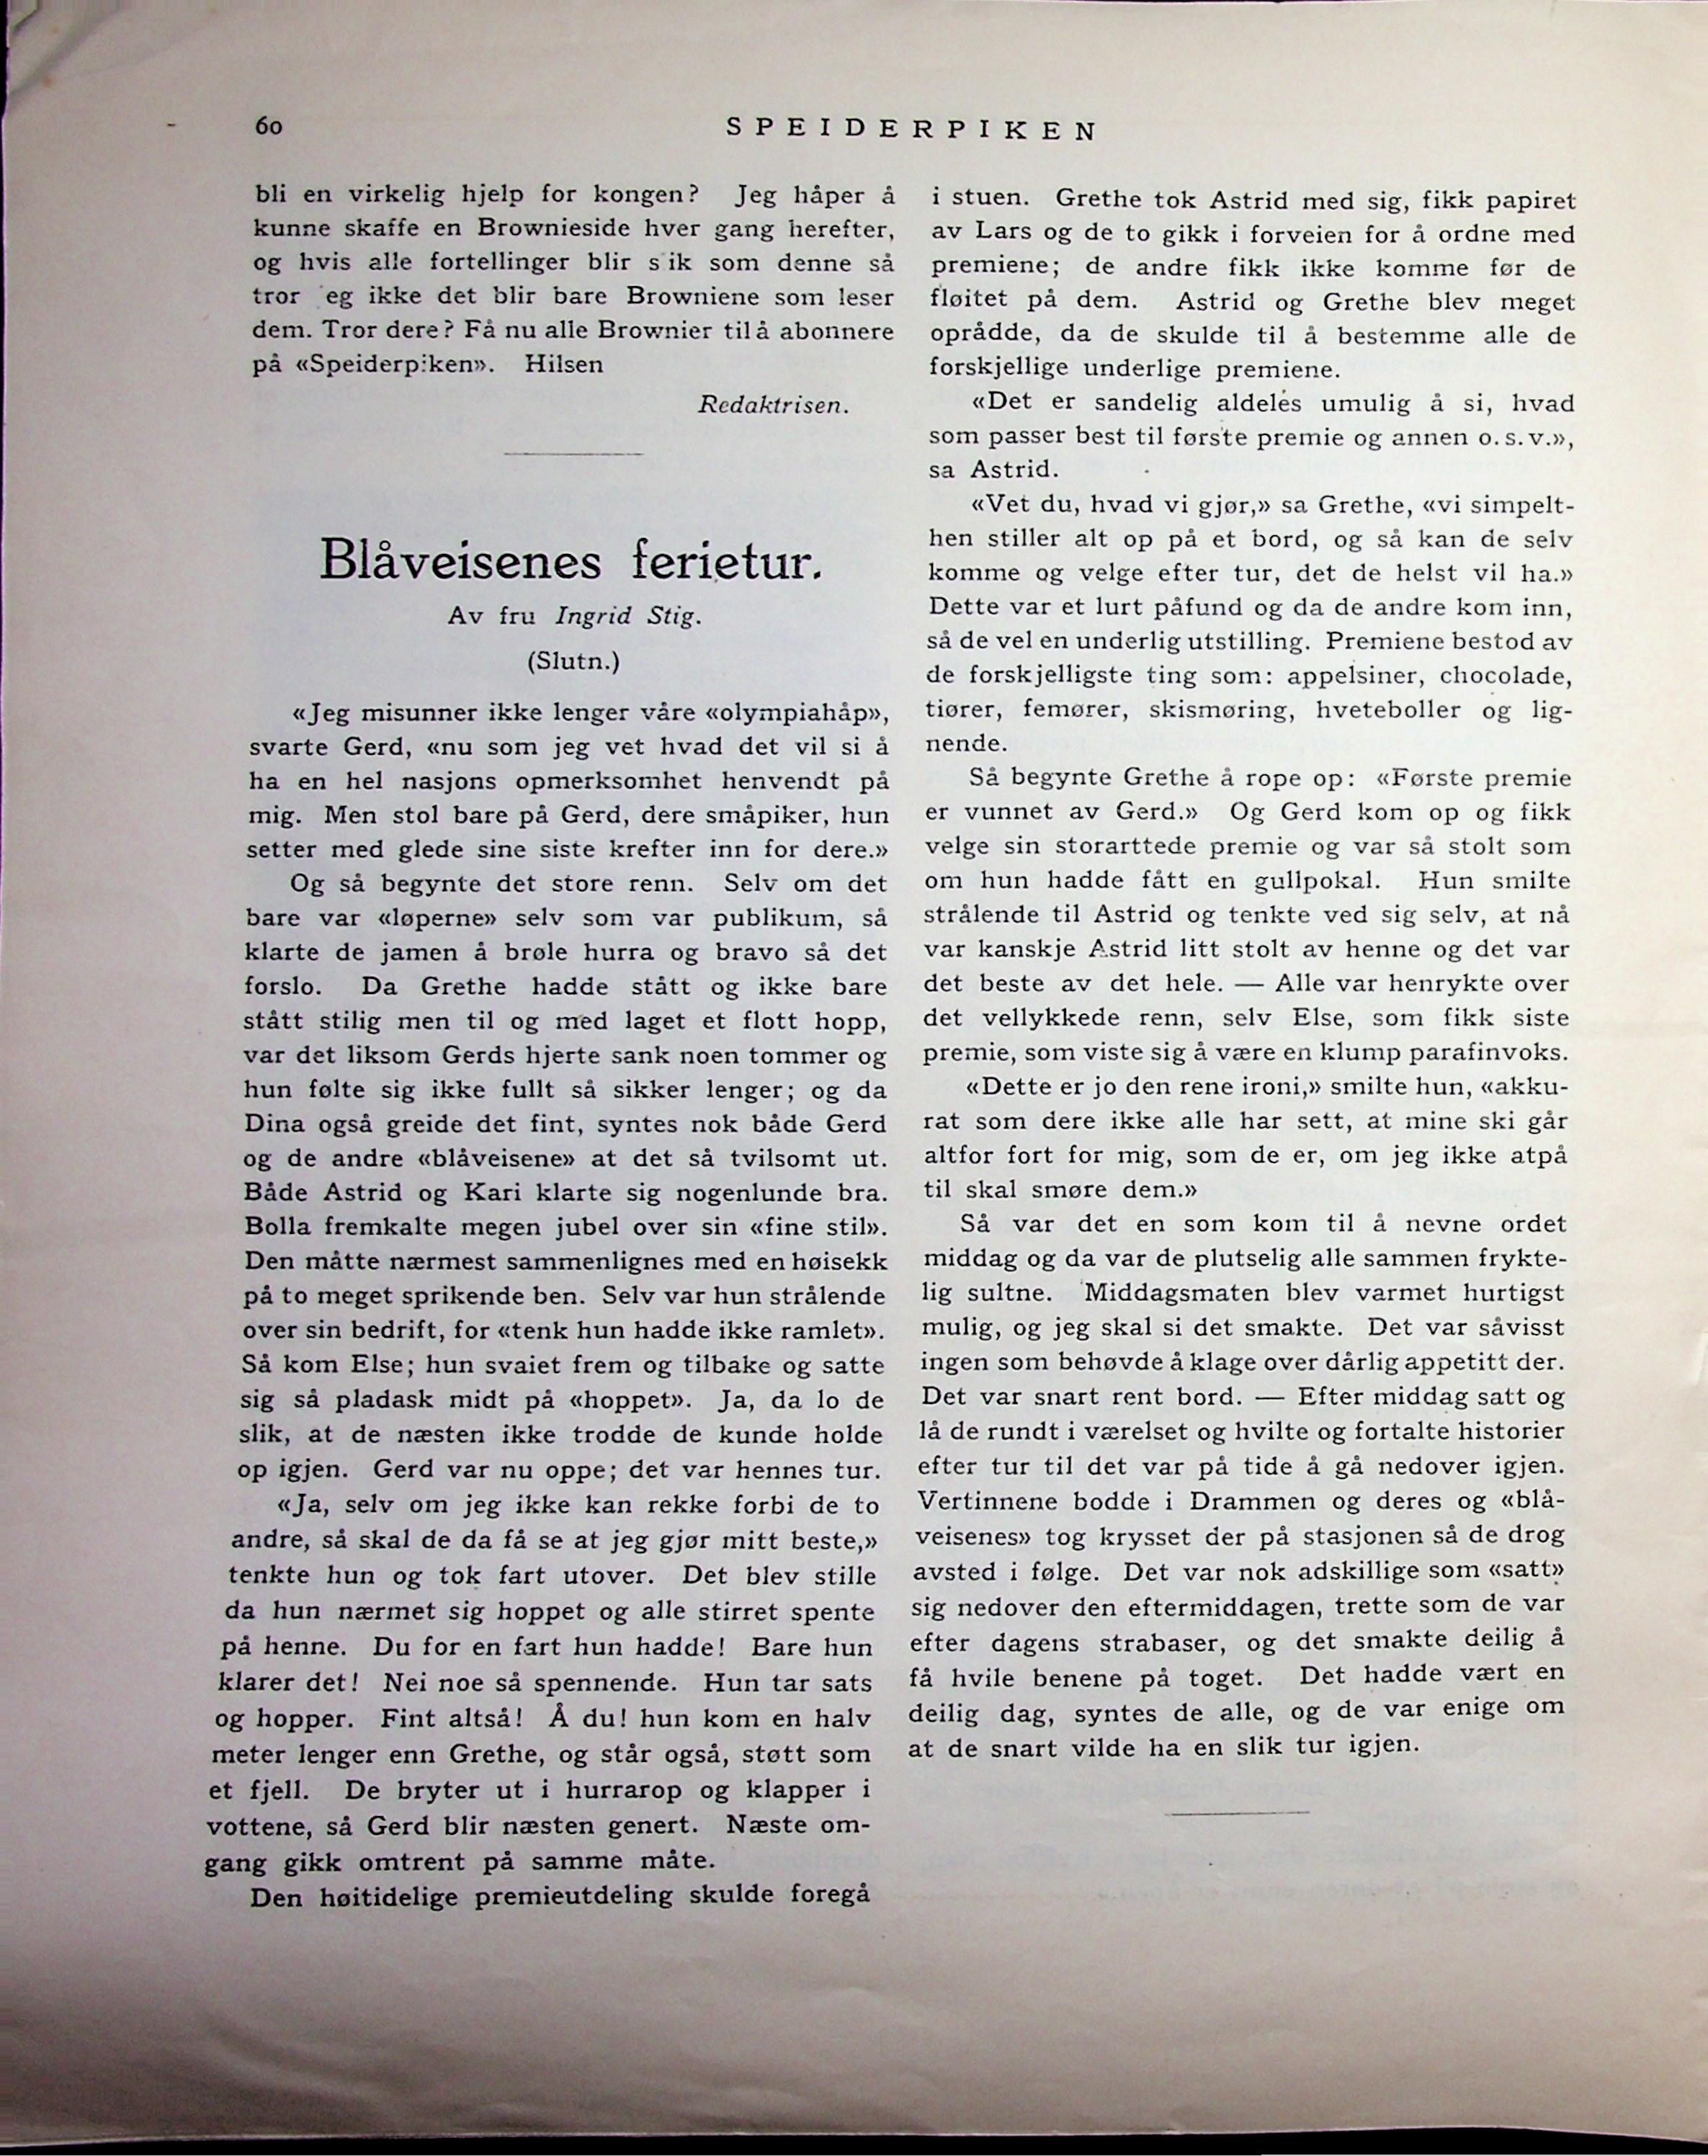 60
SPEIDERPIKEN
bli en virkelig hjelp for kongen? Jeg håper å
kunne skaffe en Brownieside hver gang herefter,
og hvis alle fortellinger blir s ik som denne så
tror eg ikke det blir bare Browniene som leser
dem. Tror dere? Få nu alle Brownier til å abonnere
på «Speiderpiken». Hilsen
Redaktrisen.
Blåveisenes ferietur.
Av fru Ingrid Stig.
(Slutn.)
«Jeg misunner ikke lenger våre «olympiahåp»,
svarte Gerd, «nu som jeg vet hvad det vil si å
ha en hel nasjons opmerksomhet henvendt på
mig. Men stol bare på Gerd, dere småpiker, hun
setter med glede sine siste krefter inn for dere.»
Og så begynte det store renn. Selv om det
bare var «løperne» selv som var publikum, så
klarte de jamen å brøle hurra og bravo så det
forslo. Da Grethe hadde stått og ikke bare
stått stilig men til og med laget et flott hopp,
var det liksom Gerds hjerte sank noen tommer og
hun følte sig ikke fullt så sikker lenger; og da
Dina også greide det fint, syntes nok både Gerd
og de andre «blåveisene» at det så tvilsomt ut.
Både Astrid og Kari klarte sig nogenlunde bra.
Bolla fremkalte megen jubel over sin «fine stil».
Den måtte nærmest sammenlignes med en høisekk
på to meget sprikende ben. Selv var hun strålende
over sin bedrift, for «tenk hun hadde ikke ramlet».
Så kom Else; hun svaiet frem og tilbake og satte
sig så pladask midt på «hoppet». Ja, da lo de
slik, at de næsten ikke trodde de kunde holde
op igjen. Gerd var nu oppe; det var hennes tur.
«Ja, selv om jeg ikke kan rekke forbi de to
andre, så skal de da få se at jeg gjør mitt beste,»
tenkte hun og tok fart utover. Det blev stille
da hun nærmet sig hoppet og alle stirret spente
på henne. Du for en fart hun hadde! Bare hun
klarer det! Nei noe så spennende. Hun tar sats
og hopper. Fint altså! Å du! hun kom en halv
meter lenger enn Grethe, og står også, støtt som
et fjell. De bryter ut i hurrarop og klapper i
vottene, så Gerd blir næsten genert. Næste om-
gang gikk omtrent på samme måte.
Den høitidelige premieutdeling skulde foregå
i stuen. Grethe tok Astrid med sig, fikk papiret
av Lars og de to gikk i forveien for å ordne med
premiene; de andre fikk ikke komme før de
fløitet på dem. Astrid og Grethe blev meget
oprådde, da de skulde til å bestemme alle de
forskjellige underlige premiene.
«Det er sandelig aldeles umulig å si, hvad
som passer best til første premie og annen o. s. v.»,
sa Astrid.
«Vet du, hvad vi gjør,» sa Grethe, «vi simpelt-
hen stiller alt op på et bord, og så kan de selv
komme og velge efter tur, det de helst vil ha.»
Dette var et lurt påfund og da de andre kom inn,
så de vel en underlig utstilling. Premiene bestod av
de forskjelligste ting som: appelsiner, chocolade,
tiører, femører, skismøring, hveteboller og lig-
nende.
Så begynte Grethe å rope op: «Første premie
er vunnet av Gerd.» Og Gerd kom op og fikk
velge sin storarttede premie og var så stolt som
om hun hadde fått en gullpokal. Hun smilte
strålende til Astrid og tenkte ved sig selv, at nå
var kanskje Astrid litt stolt av henne og det var
det beste av det hele. — Alle var henrykte over
det vellykkede renn, selv Else, som fikk siste
premie, som viste sig å være en klump parafinvoks.
«Dette er jo den rene ironi,» smilte hun, «akku-
rat som dere ikke alle har sett, at mine ski går
altfor fort for mig, som de er, om jeg ikke atpå
til skal smøre dem.»
Så var det en som kom til å nevne ordet
middag og da var de plutselig alle sammen frykte-
lig sultne. Middagsmaten blev varmet hurtigst
mulig, og jeg skal si det smakte. Det var såvisst
ingen som behøvde å klage over dårlig appetitt der.
Det var snart rent bord. — Efter middag satt og
lå de rundt i værelset og hvilte og fortalte historier
efter tur til det var på tide å gå nedover igjen.
Vertinnene bodde i Drammen og deres og «blå-
veisenes» tog krysset der på stasjonen så de drog
avsted i følge. Det var nok adskillige som «satt»
sig nedover den eftermiddagen, trette som de var
efter dagens strabaser, og det smakte deilig å
få hvile benene på toget. Det hadde vært en
deilig dag, syntes de alle, og de var enige om
at de snart vilde ha en slik tur igjen.